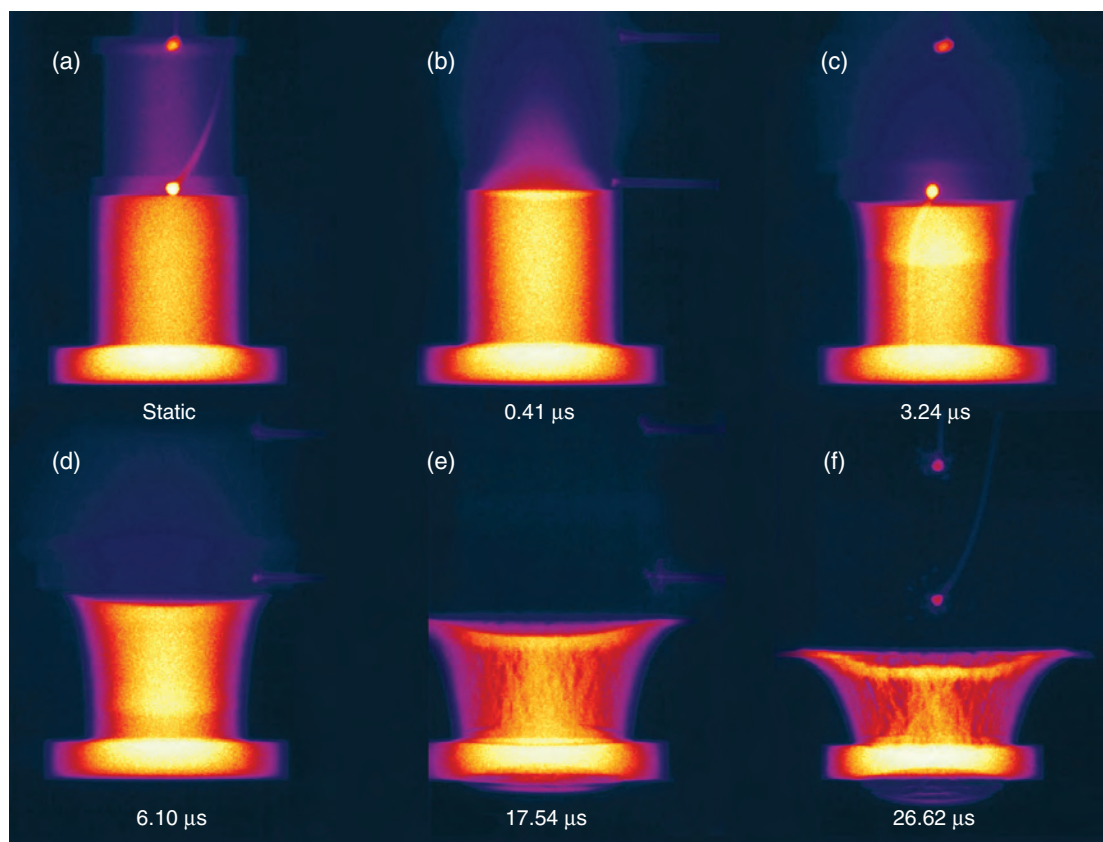 (a)
(b)
(c)
Static
0.41 μs
3.24 μs
(d)
(e)
(f)
6.10 μs
17.54 μs
26.62 μs